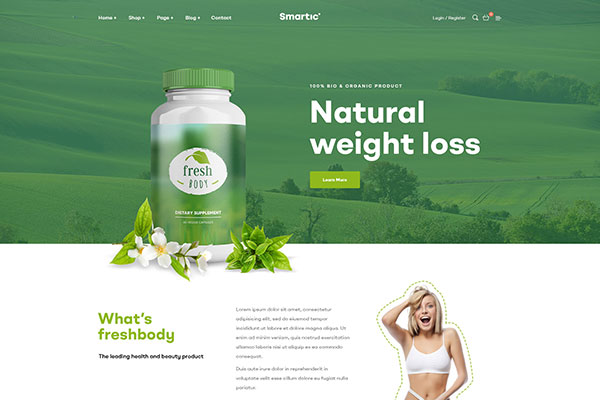 Home Shop Page Blog Contact
Smartic
Login / Register
100% BIO & ORGANIC PRODUCT
Natural
weight loss
Learn More
fresh
BODY
DIETARY SUPPLEMENT
What's
freshbody
The leading health and beauty product
Lorem ipsum dolor sit amet, consectetur
adipiscing elit, sed do eiusmod tempor
incididunt ut labore et dolore magna aliqua.
Ut enim ad minim veniam, quis nostrud exercitation
ullamco laboris nisi ut aliquip ex ea commodo
consequat.
Duis aute irure dolor in reprehenderit in
voluptate velit esse cillum dolore eu fugiat nulla
pariatur.